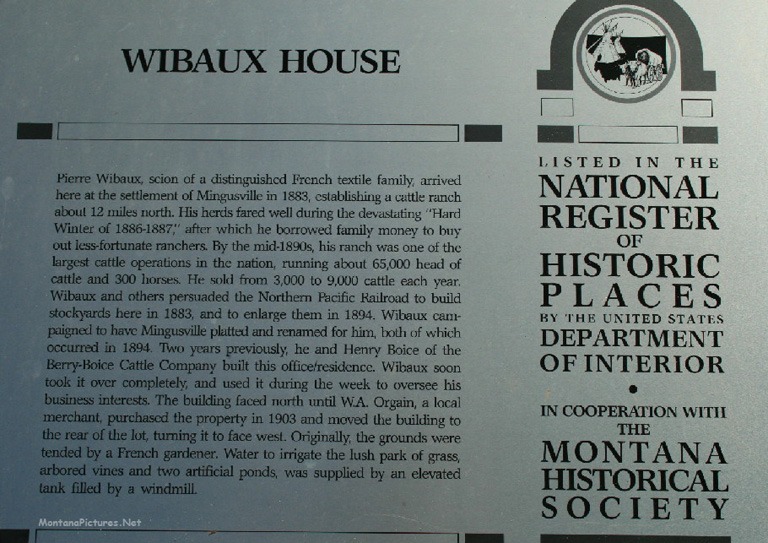 WIBAUX HOUSE
Pierre Wibaux, scion of a distinguished French textile family, arrived
here at the settlement of Mingusville in 1883, establishing a cattle ranch
about 12 miles north. His herds fared well during the devastating "Hard
Winter of 1886-1887," after which he borrowed family money to buy
out less-fortunate ranchers. By the mid-1890s, his ranch was one of the
largest cattle operations in the nation, running about 65,000 head of
cattle and 300 horses. He sold from 3,000 to 9,000 cattle each year.
Wibaux and others persuaded the Northern Pacific Railroad to build
stockyards here in 1883, and to enlarge them in 1894. Wibaux cam-
paigned to have Mingusville platted and renamed for him, both of which
occurred in 1894. Two years previously, he and Henry Boice of the
Berry-Boice Cattle Company built this office/residence. Wibaux soon
took it over completely, and used it during the week to oversee his
business interests. The building faced north until W.A. Orgain, a local
merchant, purchased the property in 1903 and moved the building to
the rear of the lot, turning it to face west. Originally, the grounds were
tended by a French gardener. Water to irrigate the lush park of grass,
arbored vines and two artificial ponds, was supplied by an elevated
tank filled by a windmill.
LISTED IN THE
NATIONAL
REGISTER
OF
HISTORIC
PLACES
BY THE UNITED STATES
DEPARTMENT
OF INTERIOR
•
IN COOPERATION WITH
THE
MONTANA
HISTORICAL
SOCIETY
MontanaPictures.Net